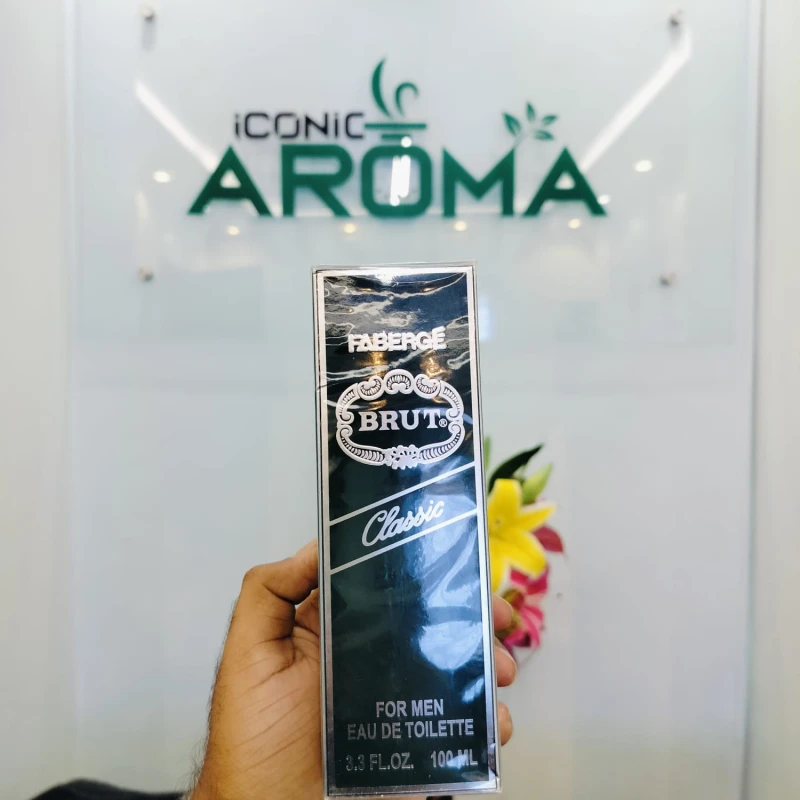 iCONiC
AROMA
FABERGÉ
BRUT®
Classic
FOR MEN
EAU DE TOILETTE
3.3 FL.OZ. 100 ML